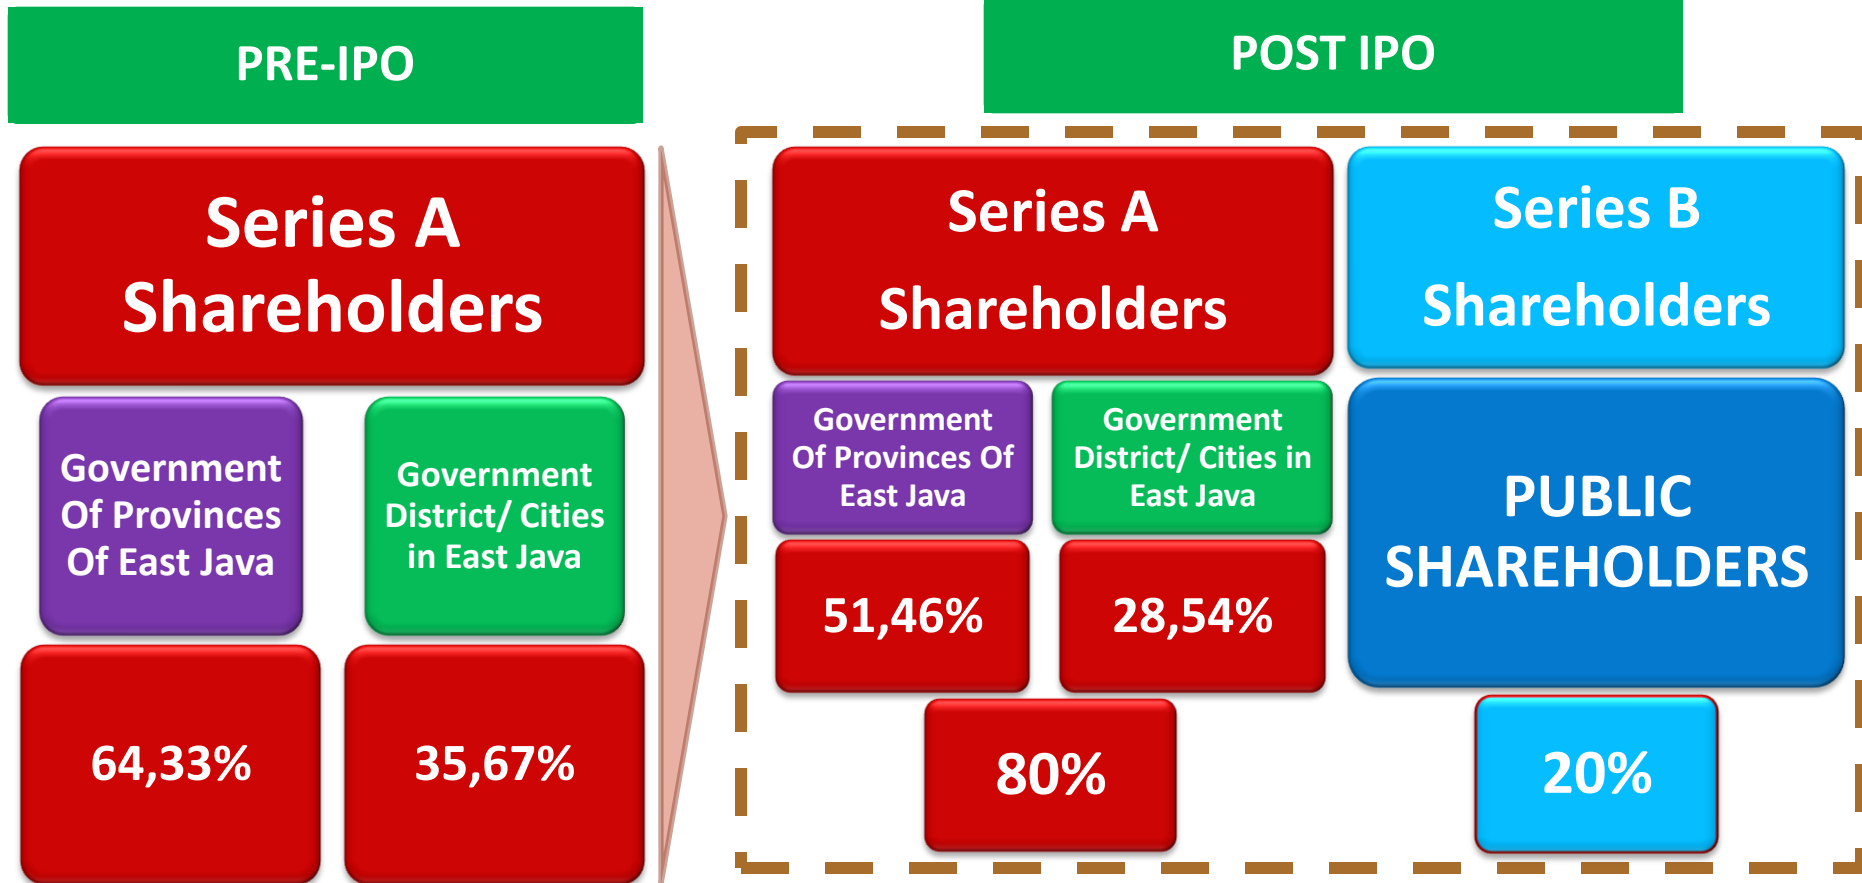 PRE-IPO
Series A
Shareholders
Government
Of Provinces
Of East Java
Government
District/ Cities
in East Java
64,33%
35,67%
POST IPO
Series A
Shareholders
Series B
Shareholders
Government
Of Provinces Of
East Java
Government
District/ Cities in
East Java
PUBLIC
SHAREHOLDERS
51,46%
28,54%
80%
20%